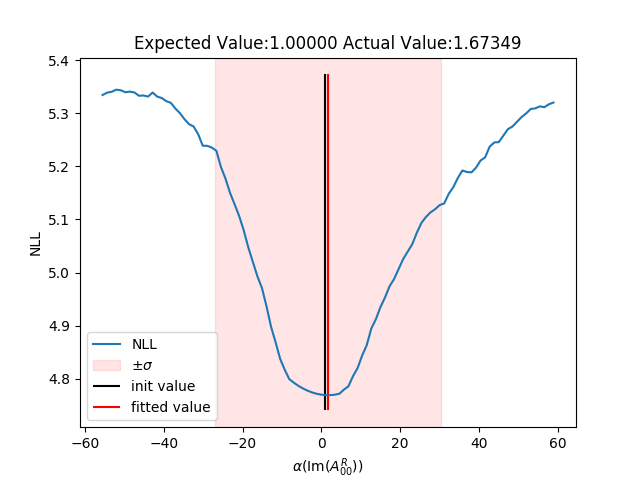 Expected Value:1.00000 Actual Value:1.67349
5.4
5.3
5.2
5.1
5.0
4.9
4.8
NLL
NLL
±σ
init value
fitted value
−60 −40 −20 0 20 40 60
α(Im(A^R_00))